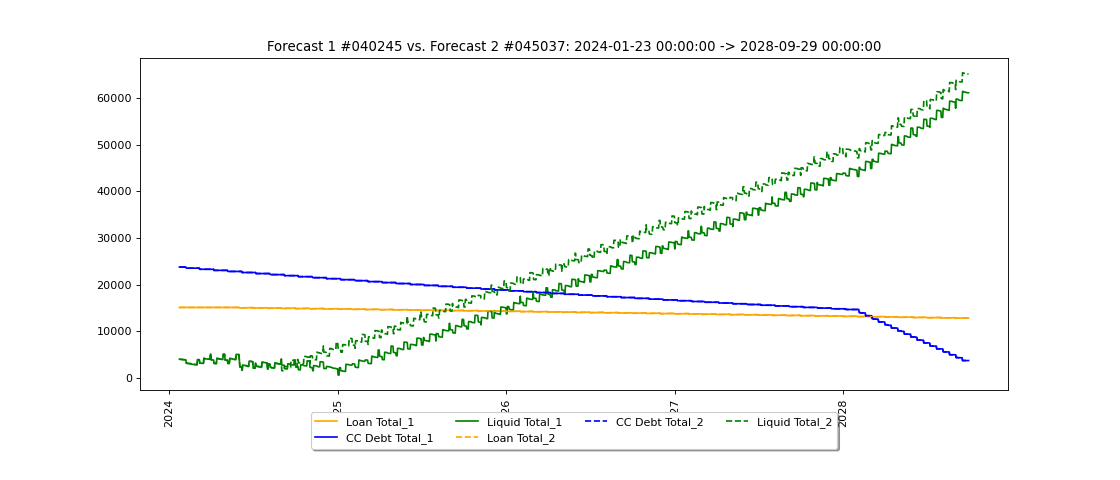 Forecast 1 #040245 vs. Forecast 2 #045037: 2024-01-23 00:00:00 -> 2028-09-29 00:00:00
60000
50000
40000
30000
20000
10000
0
2024
25
26
27
2028
Loan Total_1
Liquid Total_1
CC Debt Total_2
Liquid Total_2
CC Debt Total_1
Loan Total_2